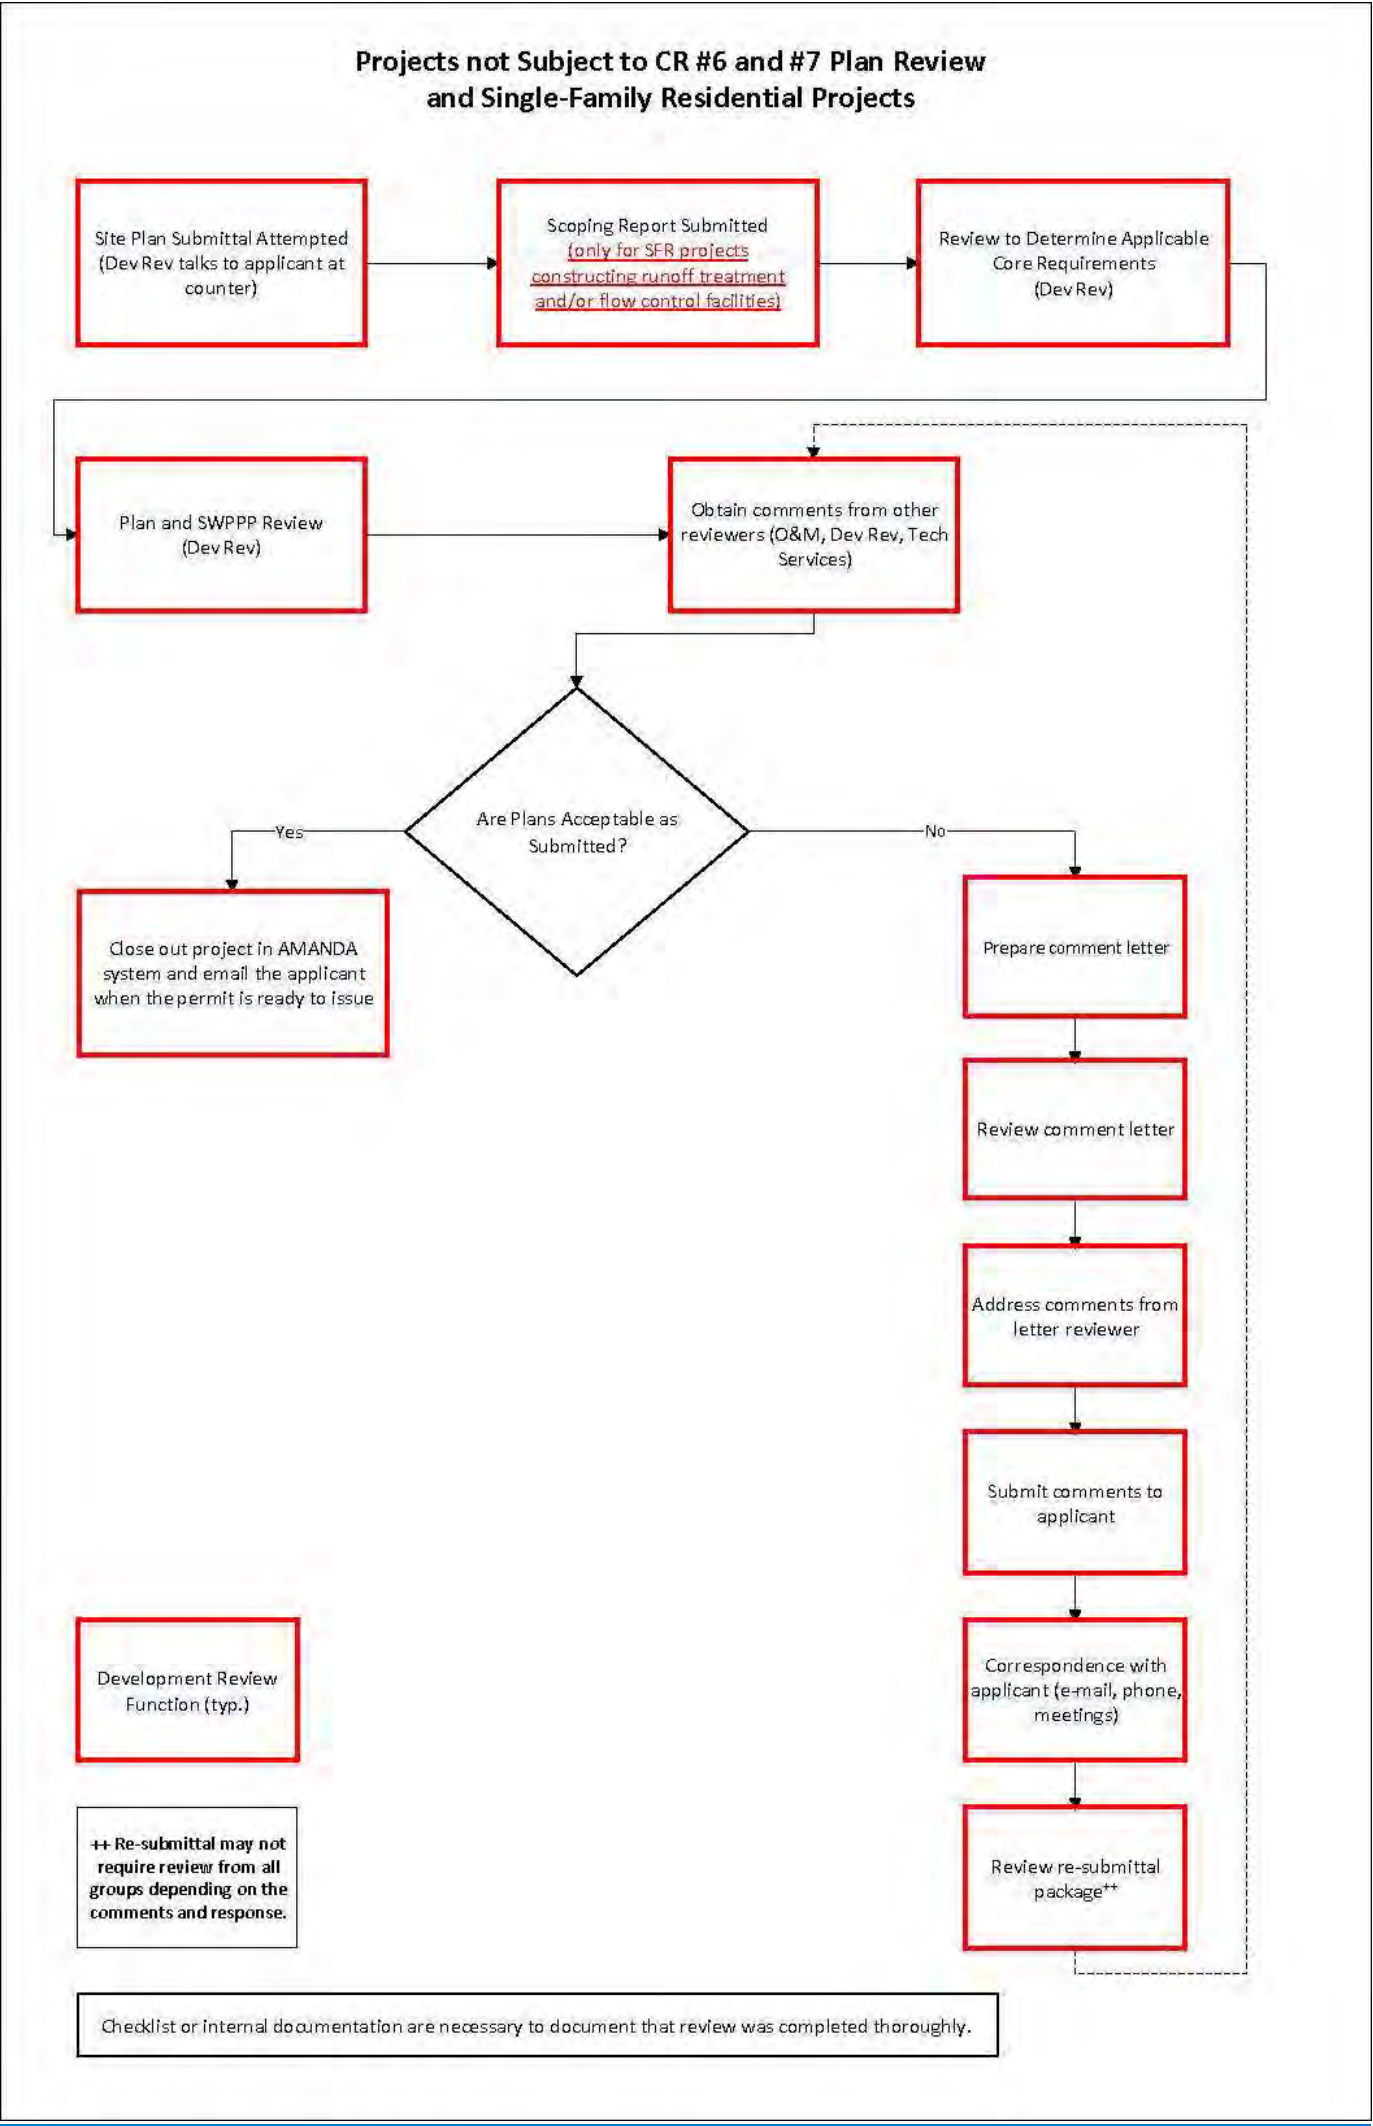 Projects not Subject to CR #6 and #7 Plan Review
and Single-Family Residential Projects
Site Plan Submittal Attempted
(Dev Rev talks to applicant at
counter)
Scoping Report Submitted
(only for SFR projects
constructing runoff treatment
and/or flow control facilities)
Review to Determine Applicable
Core Requirements
(Dev Rev)
Plan and SWPPP Review
(Dev Rev)
Obtain comments from other
reviewers (O&M, Dev Rev, Tech
Services)
Are Plans Acceptable as
Submitted?
Yes
No
Close out project in AMANDA
system and email the applicant
when the permit is ready to issue
Prepare comment letter
Review comment letter
Address comments from
letter reviewer
Submit comments to
applicant
Correspondence with
applicant (e-mail, phone,
meetings)
Review re-submittal
package++
Development Review
Function (typ.)
++ Re-submittal may not
require review from all
groups depending on the
comments and response.
Checklist or internal documentation are necessary to document that review was completed thoroughly.